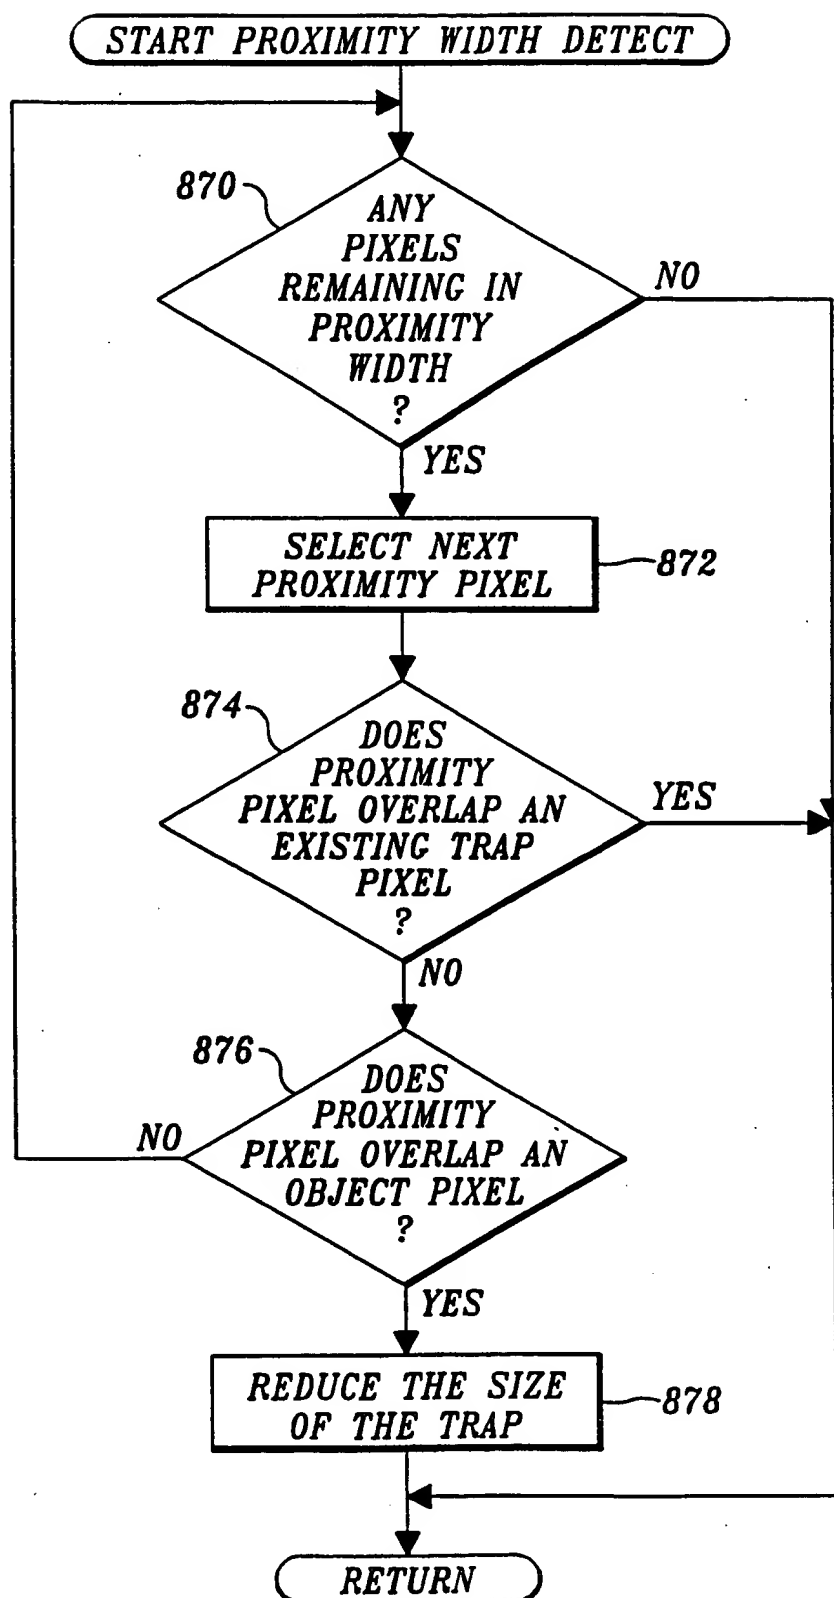 START PROXIMITY WIDTH DETECT
870
ANY
PIXELS
REMAINING IN
PROXIMITY
WIDTH
?
NO
YES
SELECT NEXT
PROXIMITY PIXEL
872
874
DOES
PROXIMITY
PIXEL OVERLAP AN
EXISTING TRAP
PIXEL
?
YES
NO
876
DOES
PROXIMITY
PIXEL OVERLAP AN
OBJECT PIXEL
?
NO
YES
REDUCE THE SIZE
OF THE TRAP
878
RETURN